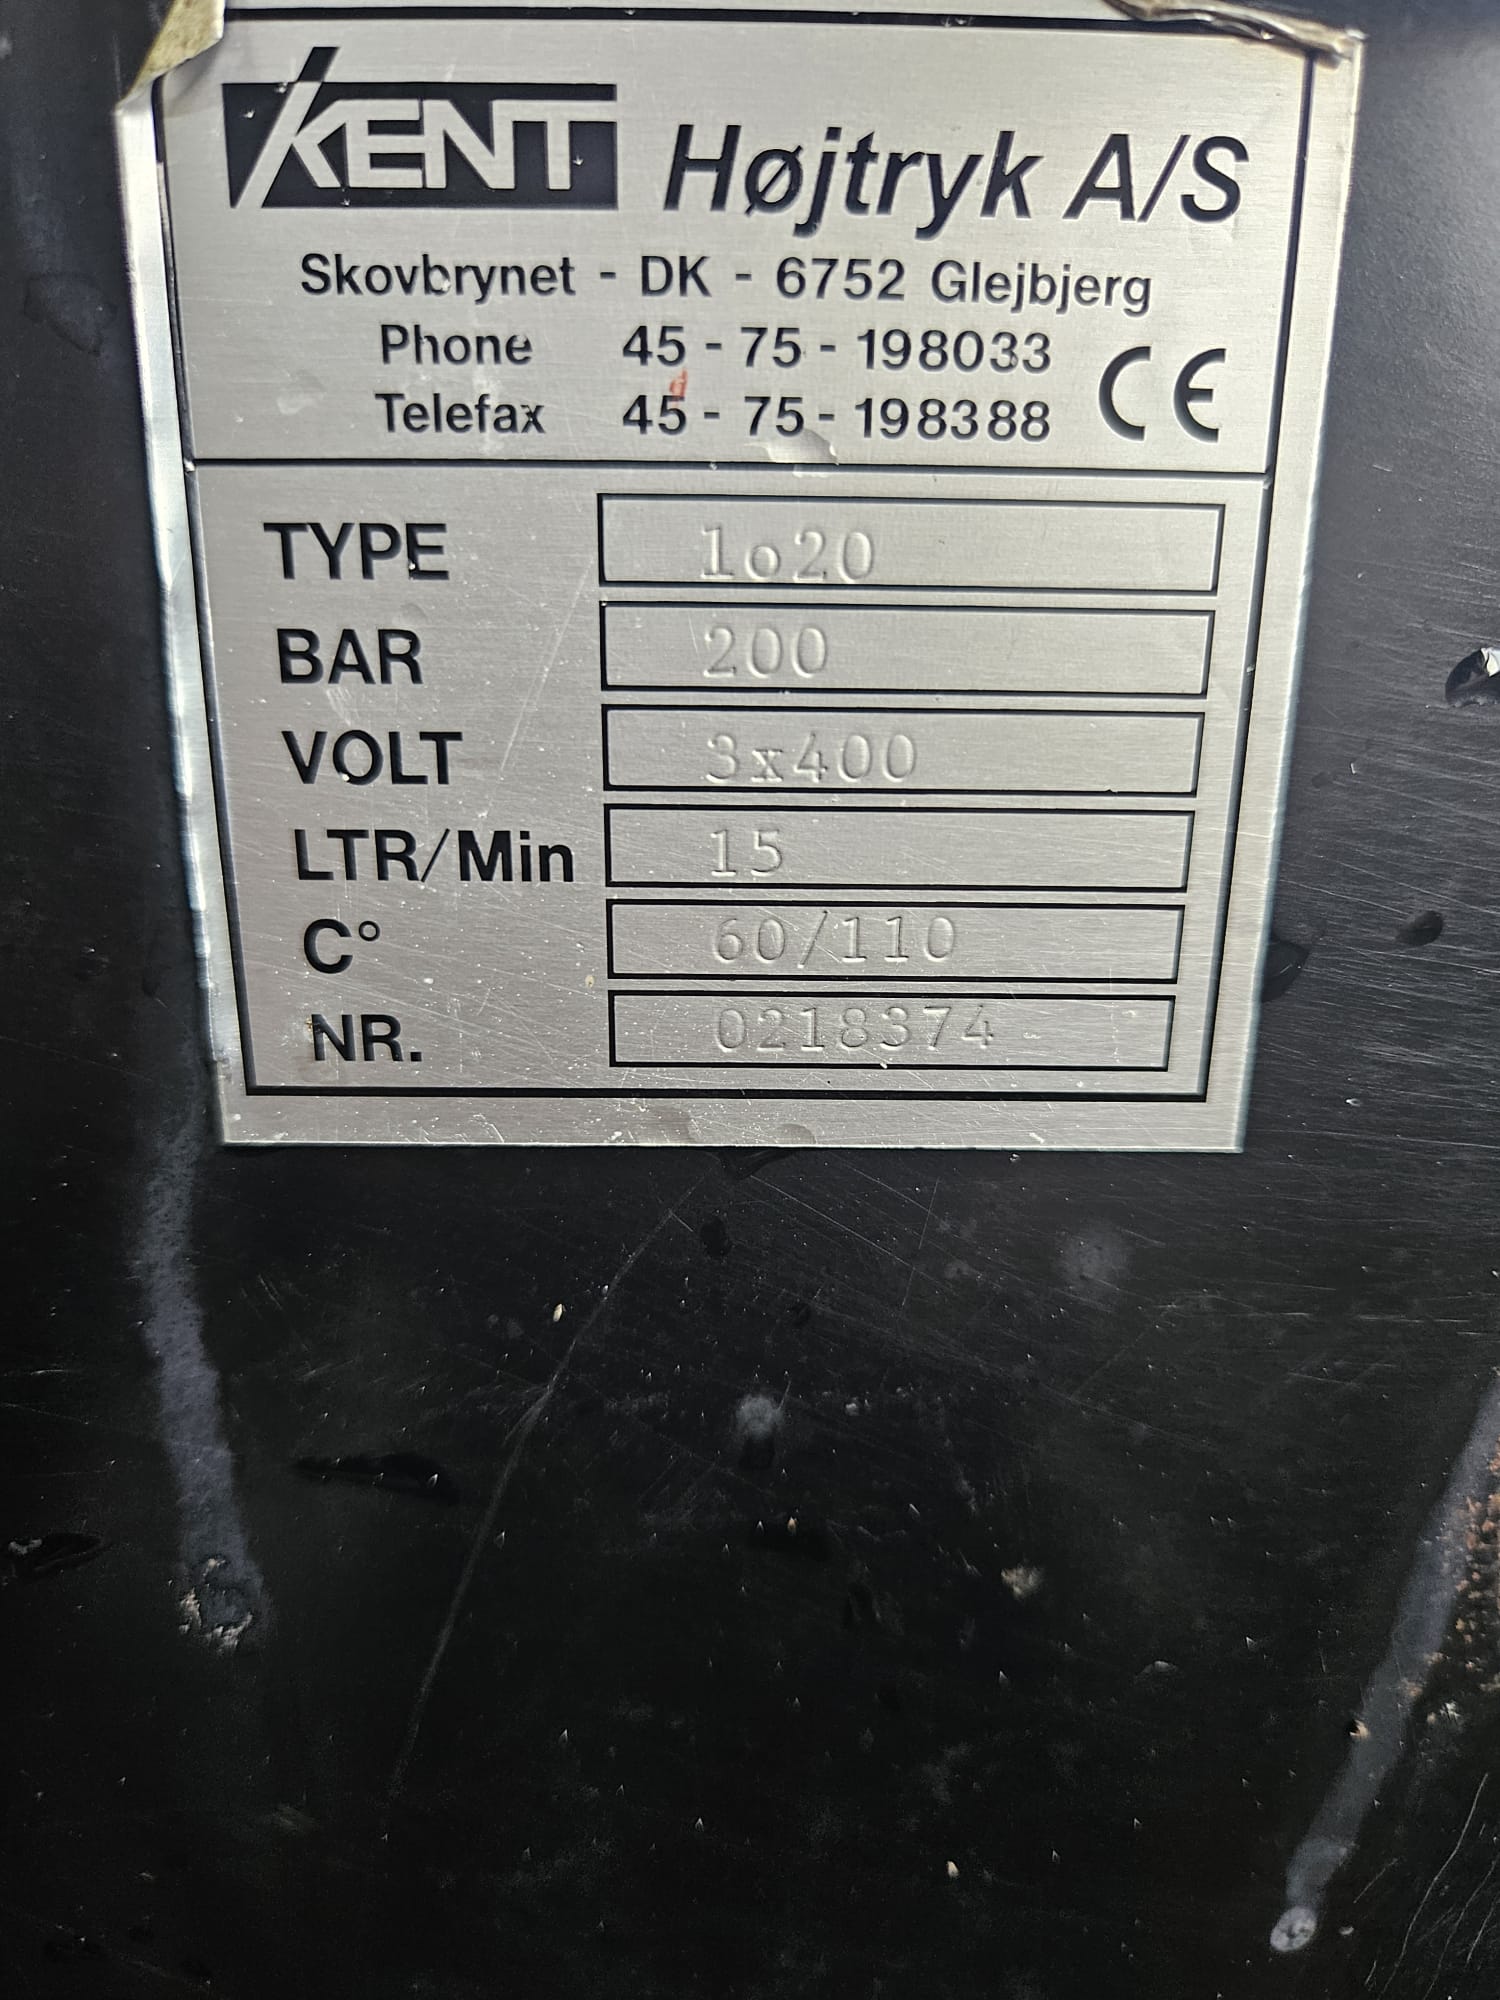 KENT Højtryk A/S
Skovbrynet - DK - 6752 Glejbjerg
Phone 45 - 75 - 198033
Telefax 45 - 75 - 198388 CE
TYPE 1o20
BAR 200
VOLT 3x400
LTR/Min 15
C° 60/110
NR. 0218374